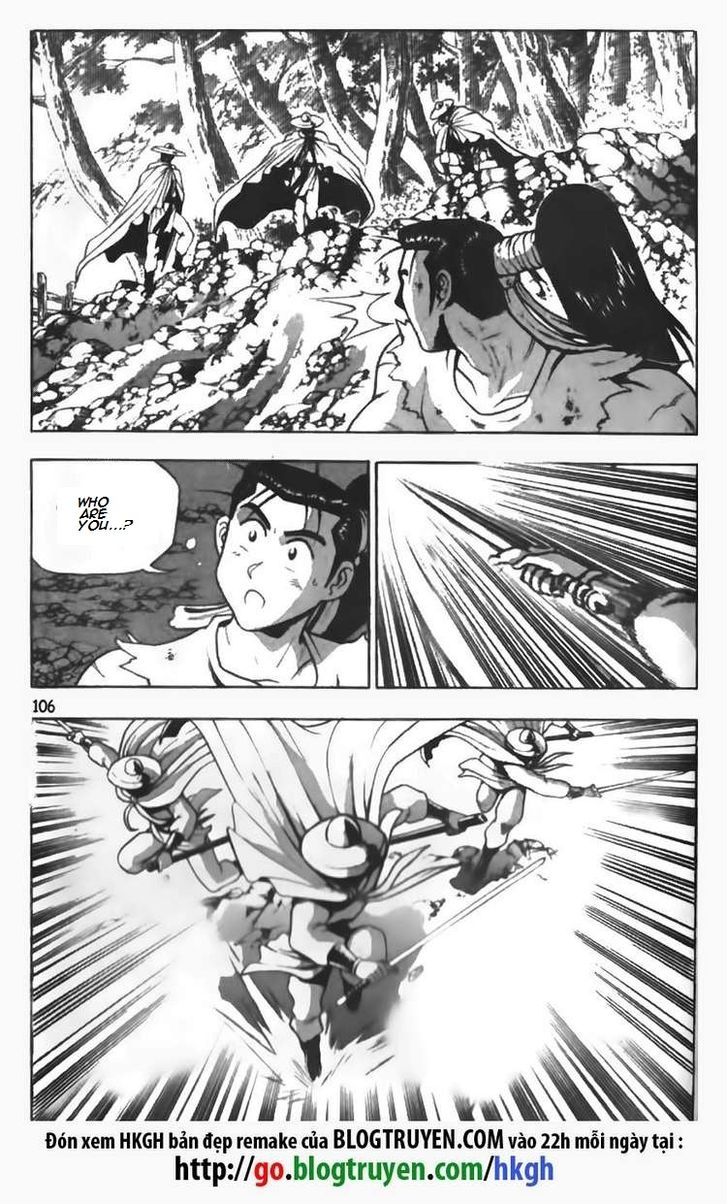 WHO
ARE
YOU...?
106
Đón xem HKGH bản đẹp remake của BLOGTRUYEN.COM vào 22h mỗi ngày tại :
http://go.blogtruyen.com/hkgh